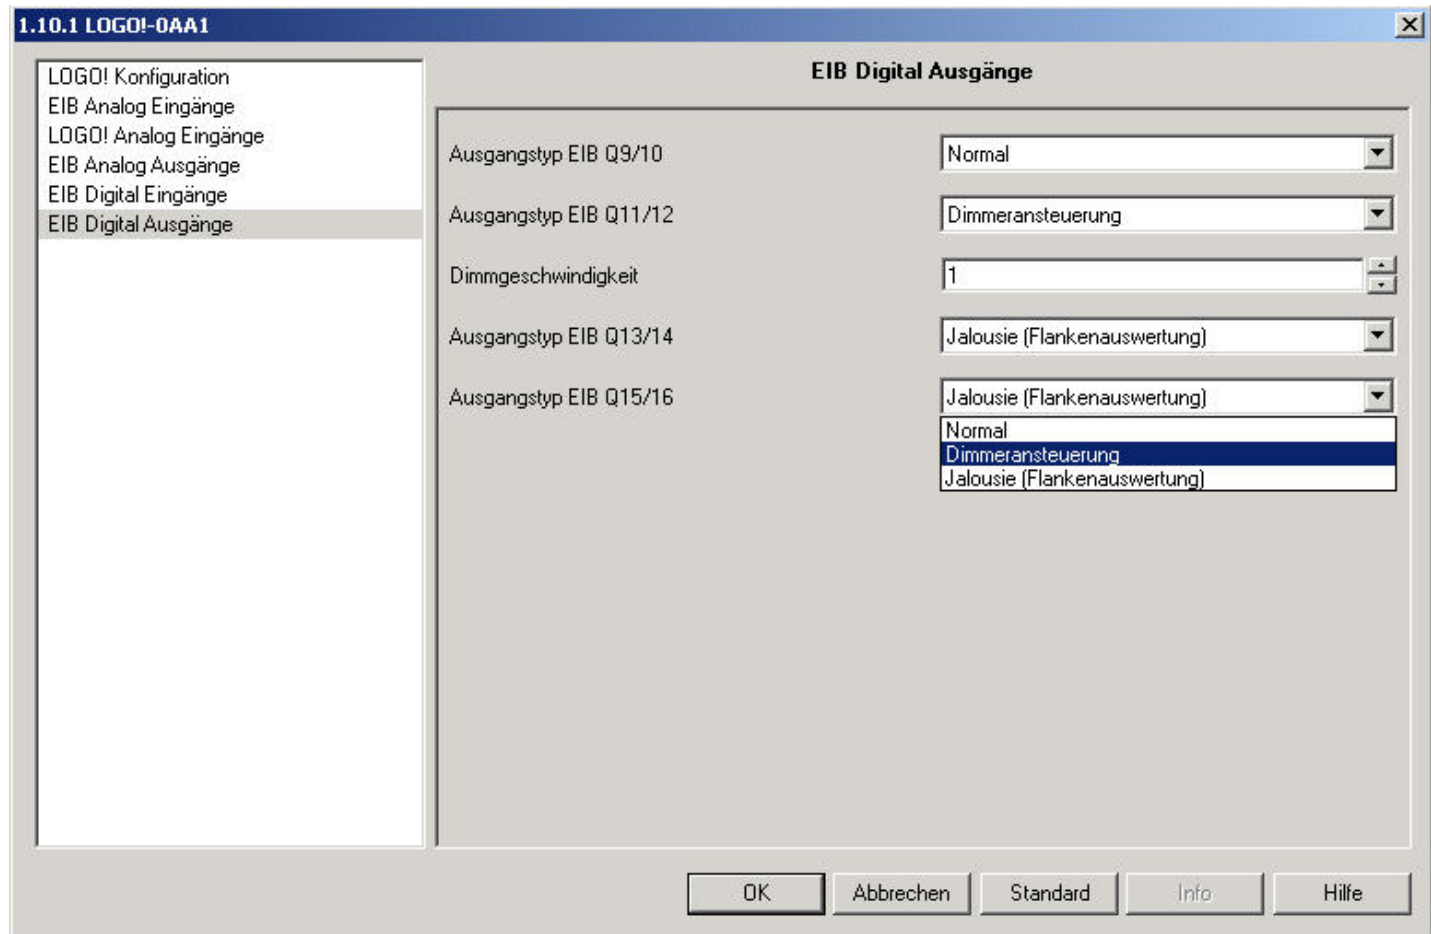 1.10.1 LOGO!-0AA1
LOGO! Konfiguration
EIB Analog Eingänge
LOGO! Analog Eingänge
EIB Analog Ausgänge
EIB Digital Eingänge
EIB Digital Ausgänge
EIB Digital Ausgänge
Ausgangstyp EIB Q9/10 Normal
Ausgangstyp EIB Q11/12 Dimmeransteuerung
Dimmgeschwindigkeit 1
Ausgangstyp EIB Q13/14 Jalousie (Flankenauswertung)
Ausgangstyp EIB Q15/16 Jalousie (Flankenauswertung)
Normal
Dimmeransteuerung
Jalousie (Flankenauswertung)
OK Abbrechen Standard Info Hilfe